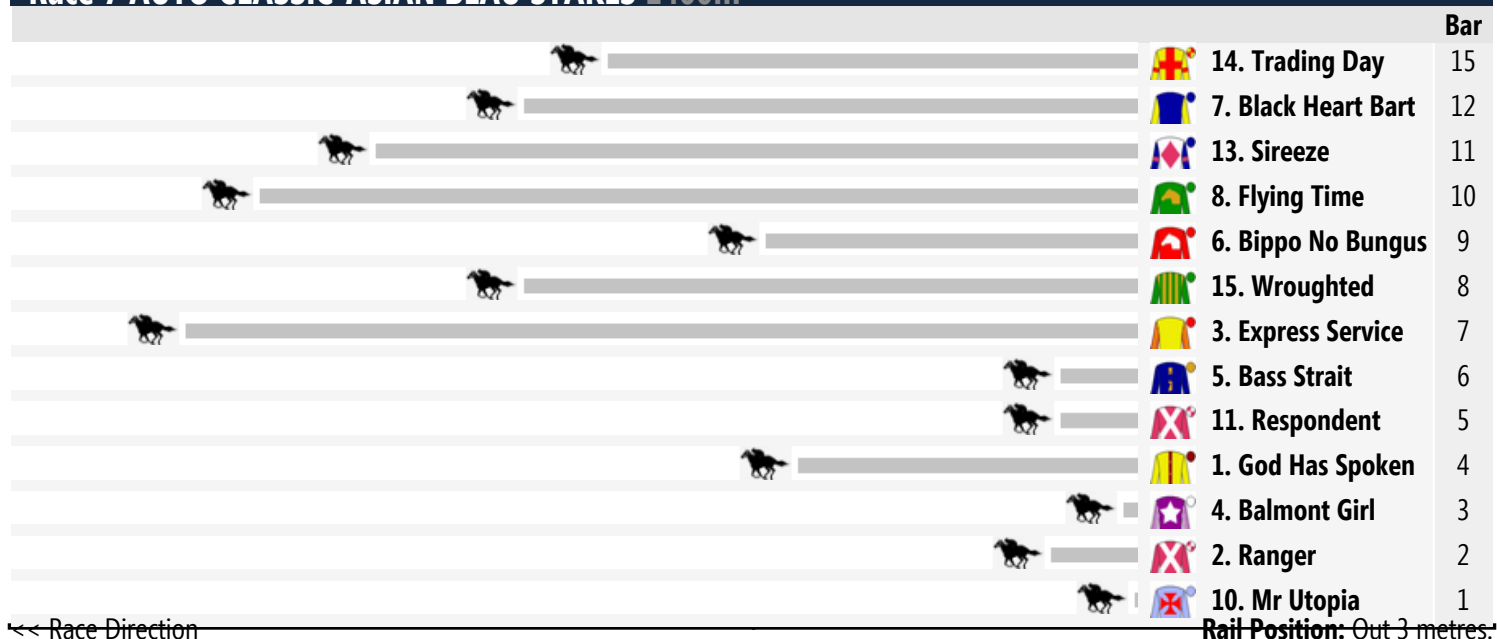 Bar
14. Trading Day 15
7. Black Heart Bart 12
13. Sireeze 11
8. Flying Time 10
6. Bippo No Bungus 9
15. Wroughted 8
3. Express Service 7
5. Bass Strait 6
11. Respondent 5
1. God Has Spoken 4
4. Balmont Girl 3
2. Ranger 2
10. Mr Utopia 1
<< Race Direction Rail Position: Out 3 metres.